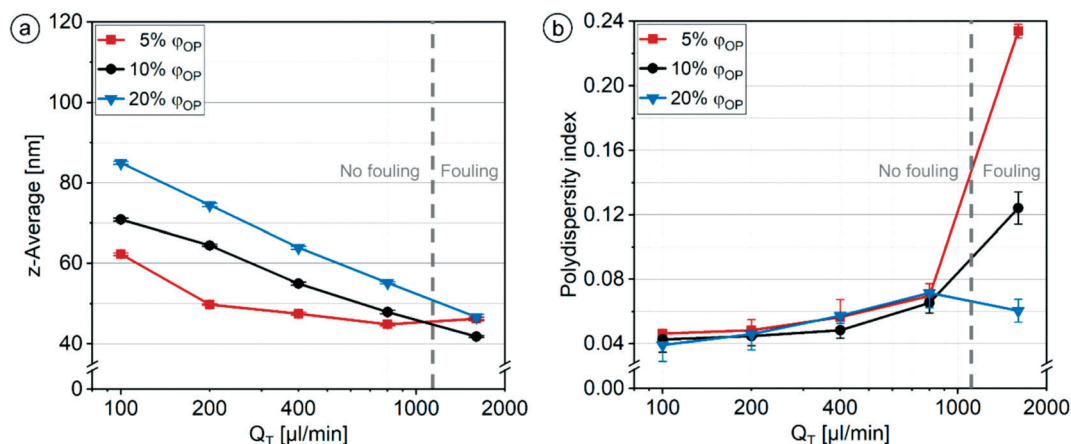 a
120
100
80
60
40
0
z-Average [nm]
5% φOP
10% φOP
20% φOP
No fouling
Fouling
100
200
400
1000
2000
QT [µl/min]
b
0.24
0.20
0.16
0.12
0.08
0.04
0.00
Polydispersity index
5% φOP
10% φOP
20% φOP
No fouling
Fouling
100
200
400
1000
2000
QT [µl/min]